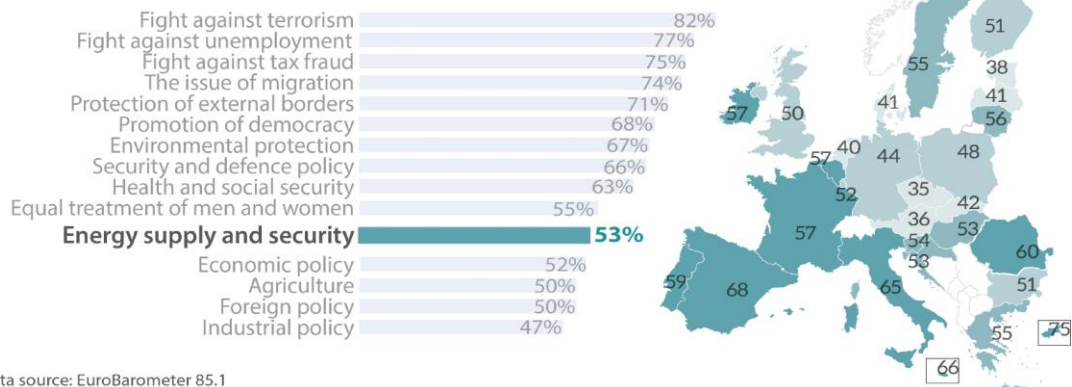 Fight against terrorism 82%
Fight against unemployment 77%
Fight against tax fraud 75%
The issue of migration 74%
Protection of external borders 71%
Promotion of democracy 68%
Environmental protection 67%
Security and defence policy 66%
Health and social security 63%
Equal treatment of men and women 55%
Energy supply and security 53%
Economic policy 52%
Agriculture 50%
Foreign policy 50%
Industrial policy 47%
51
55
38
41
41
56
57
50
40
57
44
48
52
35
42
36
54
53
53
57
60
59
68
65
51
55
75
66
ta source: EuroBarometer 85.1